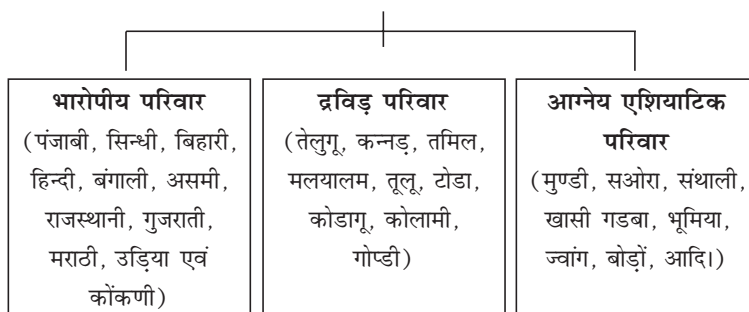 भारोपीय परिवार
(पंजाबी, सिन्धी, बिहारी,
हिन्दी, बंगाली, असमी,
राजस्थानी, गुजराती,
मराठी, उड़िया एवं
कोंकणी)
द्रविड़ परिवार
(तेलुगू, कन्नड़, तमिल,
मलयालम, तूलू, टोडा,
कोडागू, कोलामी,
गोप्डी)
आग्नेय एशियाटिक
परिवार
(मुण्डी, सओरा, संथाली,
खासी गडबा, भूमिया,
ज्वांग, बोड़ों, आदि।)